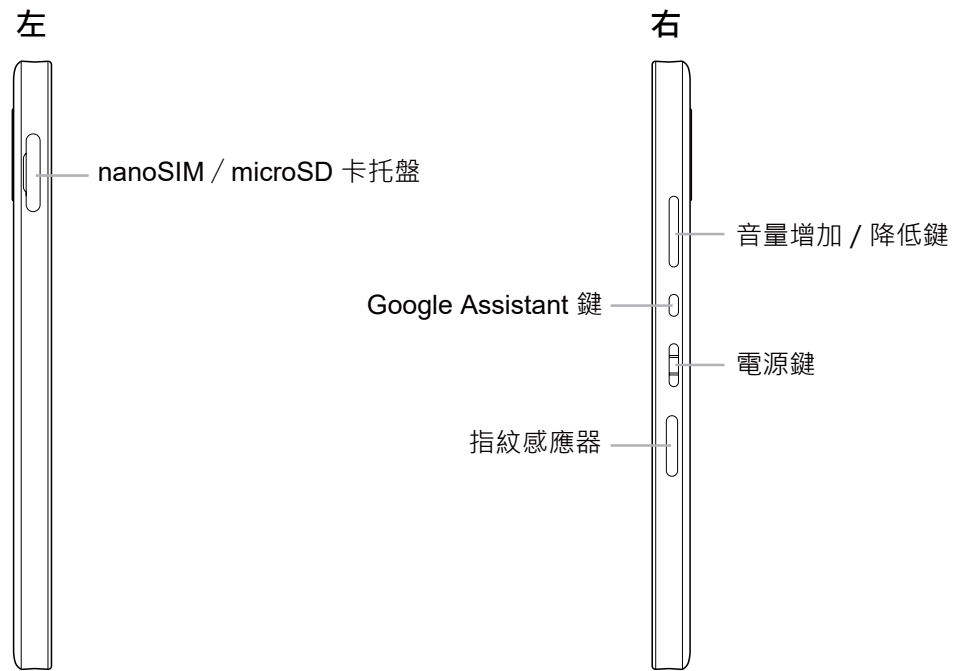 左
右
nanoSIM／microSD 卡托盤
音量增加 / 降低鍵
Google Assistant 鍵
電源鍵
指紋感應器